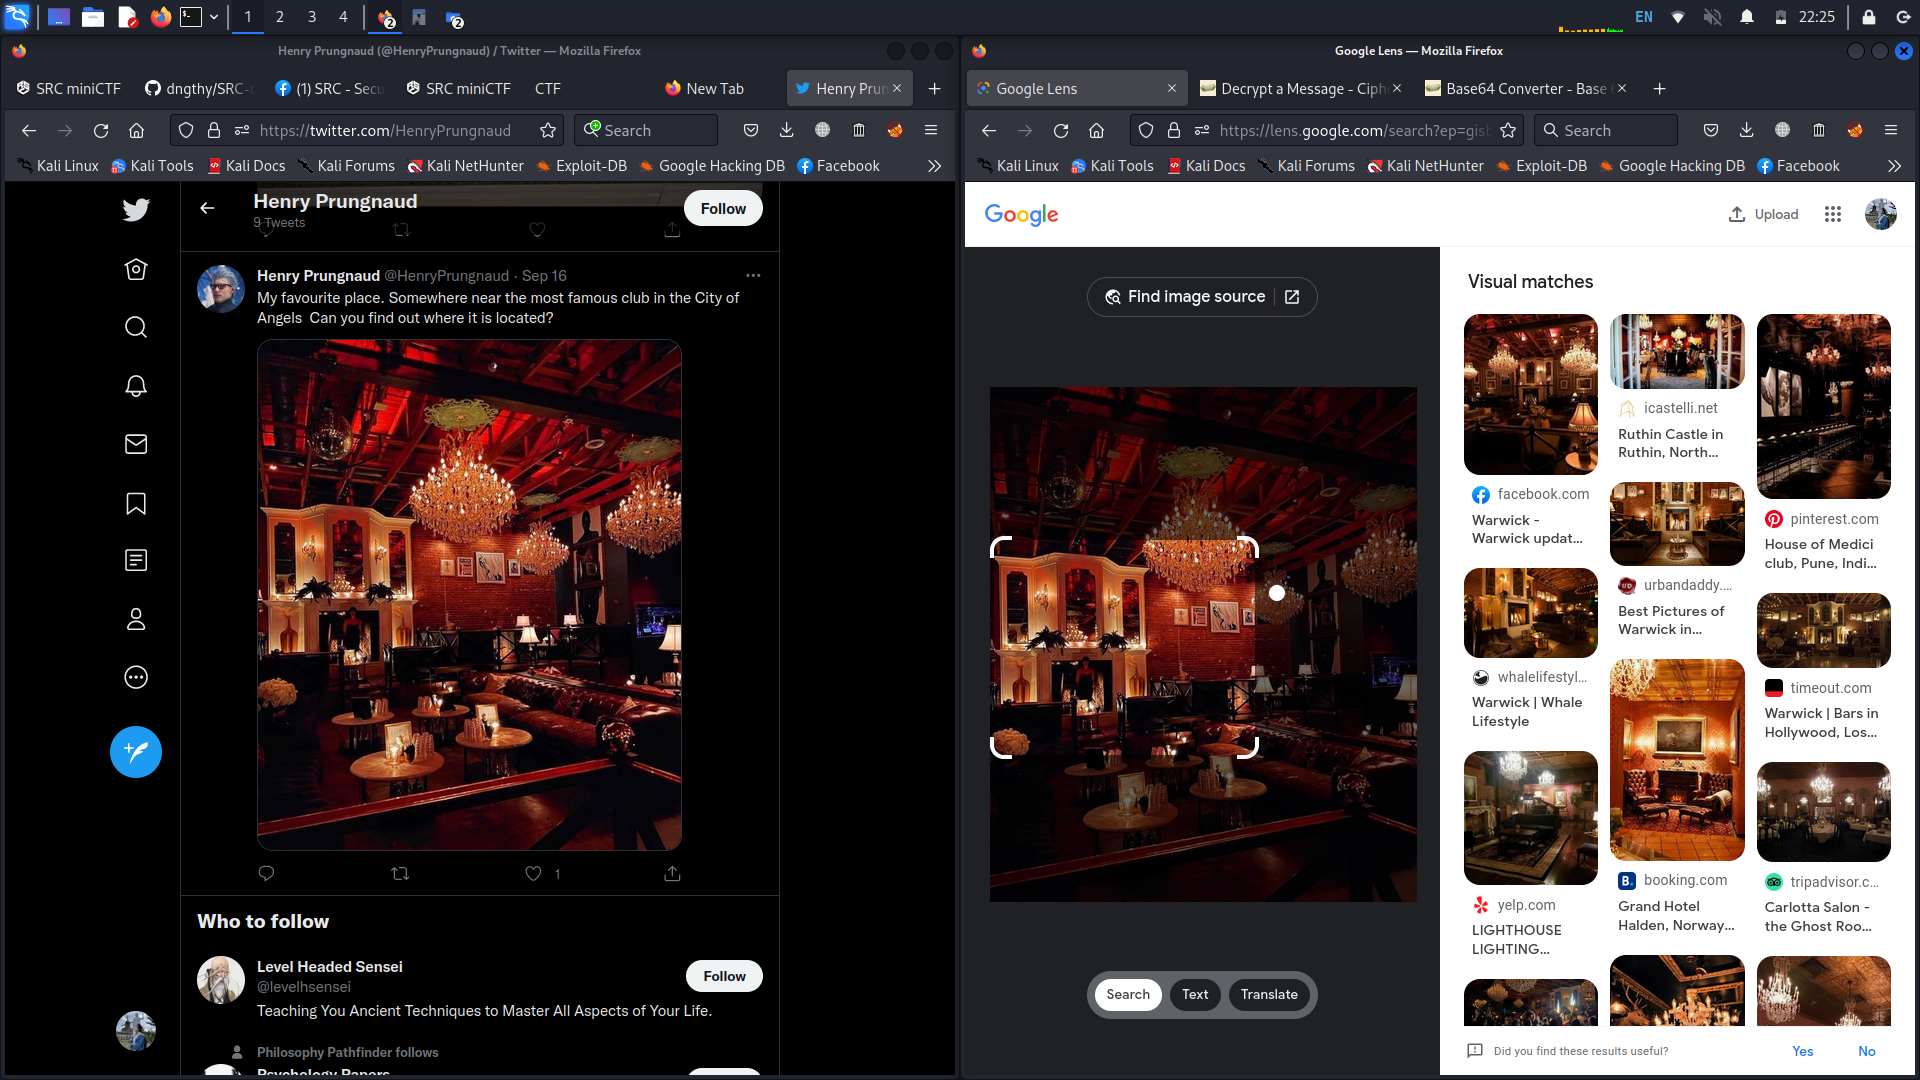 1
2
3
4
2
2
EN
22:25
Henry Prungnaud (@HenryPrungnaud) / Twitter — Mozilla Firefox
SRC miniCTF
dngthy/SRC-
(1) SRC - Secu
SRC miniCTF
CTF
New Tab
Henry Prun
https://twitter.com/HenryPrungnaud
Search
Kali Linux
Kali Tools
Kali Docs
Kali Forums
Kali NetHunter
Exploit-DB
Google Hacking DB
Facebook
Henry Prungnaud
9 Tweets
Follow
Henry Prungnaud @HenryPrungnaud · Sep 16
My favourite place. Somewhere near the most famous club in the City of
Angels Can you find out where it is located?
1
Who to follow
Level Headed Sensei
@levelhsensei
Follow
Teaching You Ancient Techniques to Master All Aspects of Your Life.
Philosophy Pathfinder follows
Psychology Papers
Google Lens — Mozilla Firefox
Google Lens
Decrypt a Message - Ciph
Base64 Converter - Base
https://lens.google.com/search?ep=gisb
Search
Kali Linux
Kali Tools
Kali Docs
Kali Forums
Kali NetHunter
Exploit-DB
Google Hacking DB
Facebook
Google
Upload
Find image source
Search
Text
Translate
Visual matches
facebook.com
Warwick -
Warwick updat...
whalelifestyl...
Warwick | Whale
Lifestyle
yelp.com
LIGHTHOUSE
LIGHTING...
icastelli.net
Ruthin Castle in
Ruthin, North...
urbandaddy....
Best Pictures of
Warwick in...
booking.com
Grand Hotel
Halden, Norway...
pinterest.com
House of Medici
club, Pune, Indi...
timeout.com
Warwick | Bars in
Hollywood, Los...
tripadvisor.c...
Carlotta Salon -
the Ghost Roo...
Did you find these results useful?
Yes
No